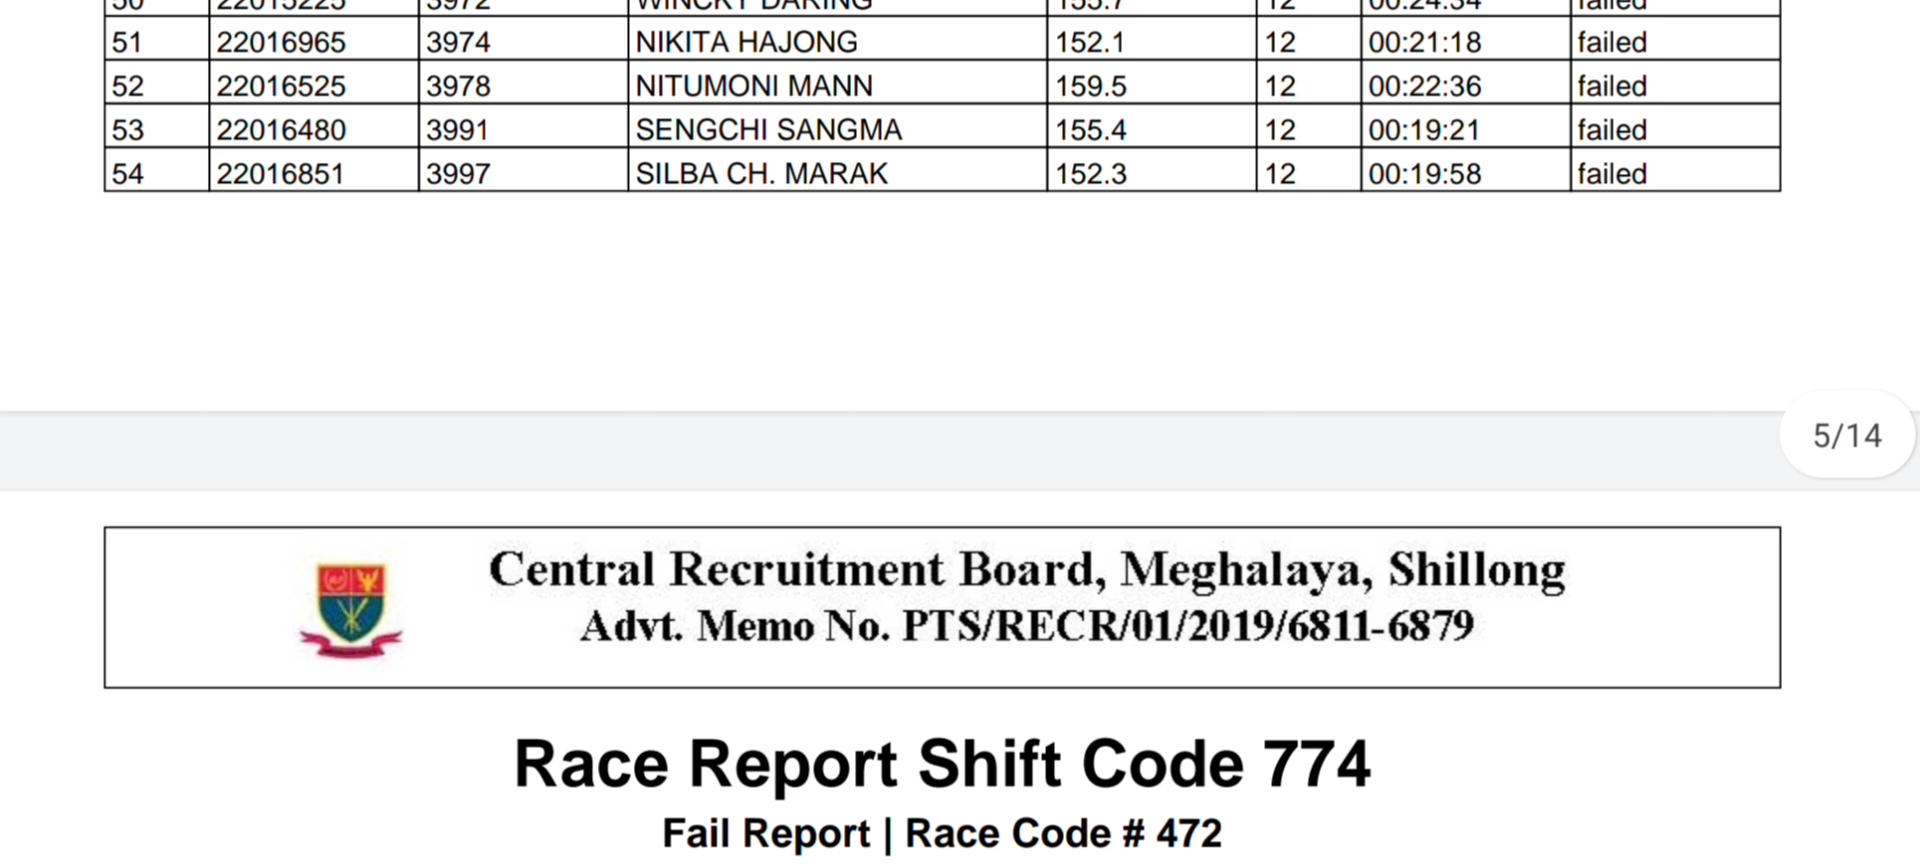 50 22015225 3972 WINCKY DARING 155.7 12 00:24:34 failed
51 22016965 3974 NIKITA HAJONG 152.1 12 00:21:18 failed
52 22016525 3978 NITUMONI MANN 159.5 12 00:22:36 failed
53 22016480 3991 SENGCHI SANGMA 155.4 12 00:19:21 failed
54 22016851 3997 SILBA CH. MARAK 152.3 12 00:19:58 failed
5/14
Central Recruitment Board, Meghalaya, Shillong
Advt. Memo No. PTS/RECR/01/2019/6811-6879
Race Report Shift Code 774
Fail Report | Race Code # 472